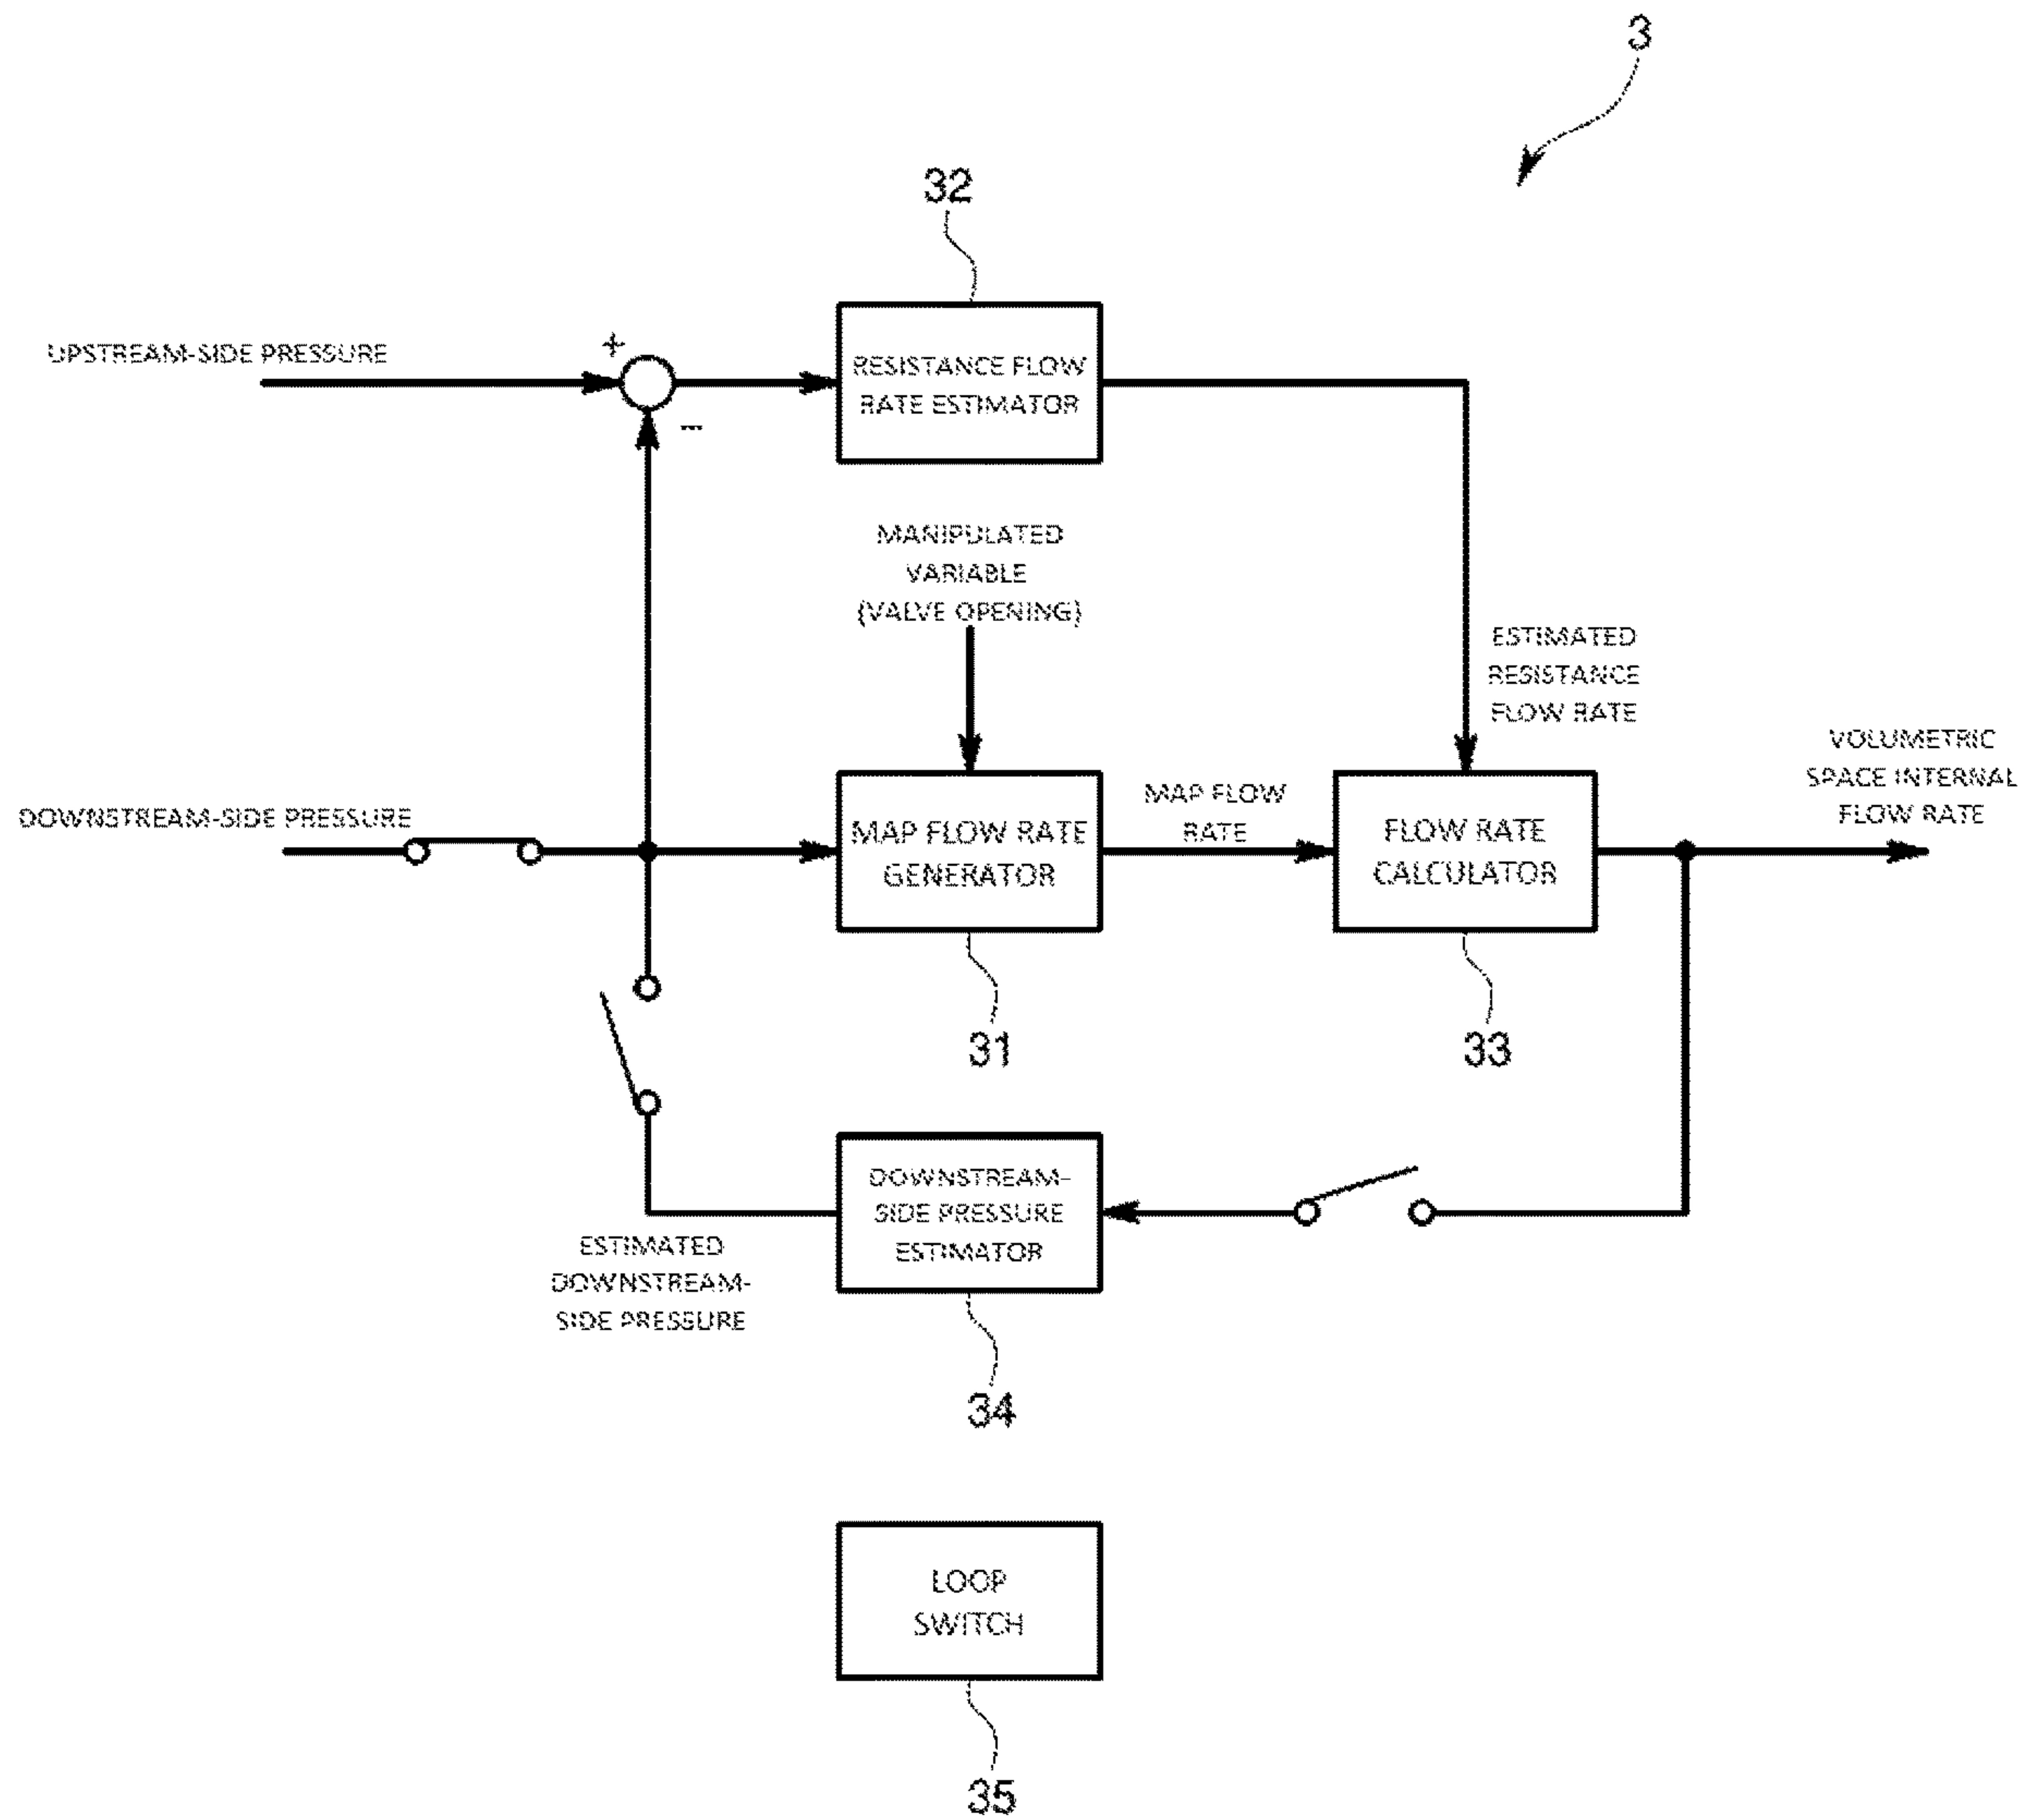 3
32
UPSTREAM-SIDE PRESSURE
+
−
RESISTANCE FLOW
RATE ESTIMATOR
MANIPULATED
VARIABLE
(VALVE OPENING)
ESTIMATED
RESISTANCE
FLOW RATE
DOWNSTREAM-SIDE PRESSURE
MAP FLOW RATE
GENERATOR
MAP FLOW
RATE
FLOW RATE
CALCULATOR
VOLUMETRIC
SPACE INTERNAL
FLOW RATE
31
33
DOWNSTREAM-
SIDE PRESSURE
ESTIMATOR
ESTIMATED
DOWNSTREAM-
SIDE PRESSURE
34
LOOP
SWITCH
35